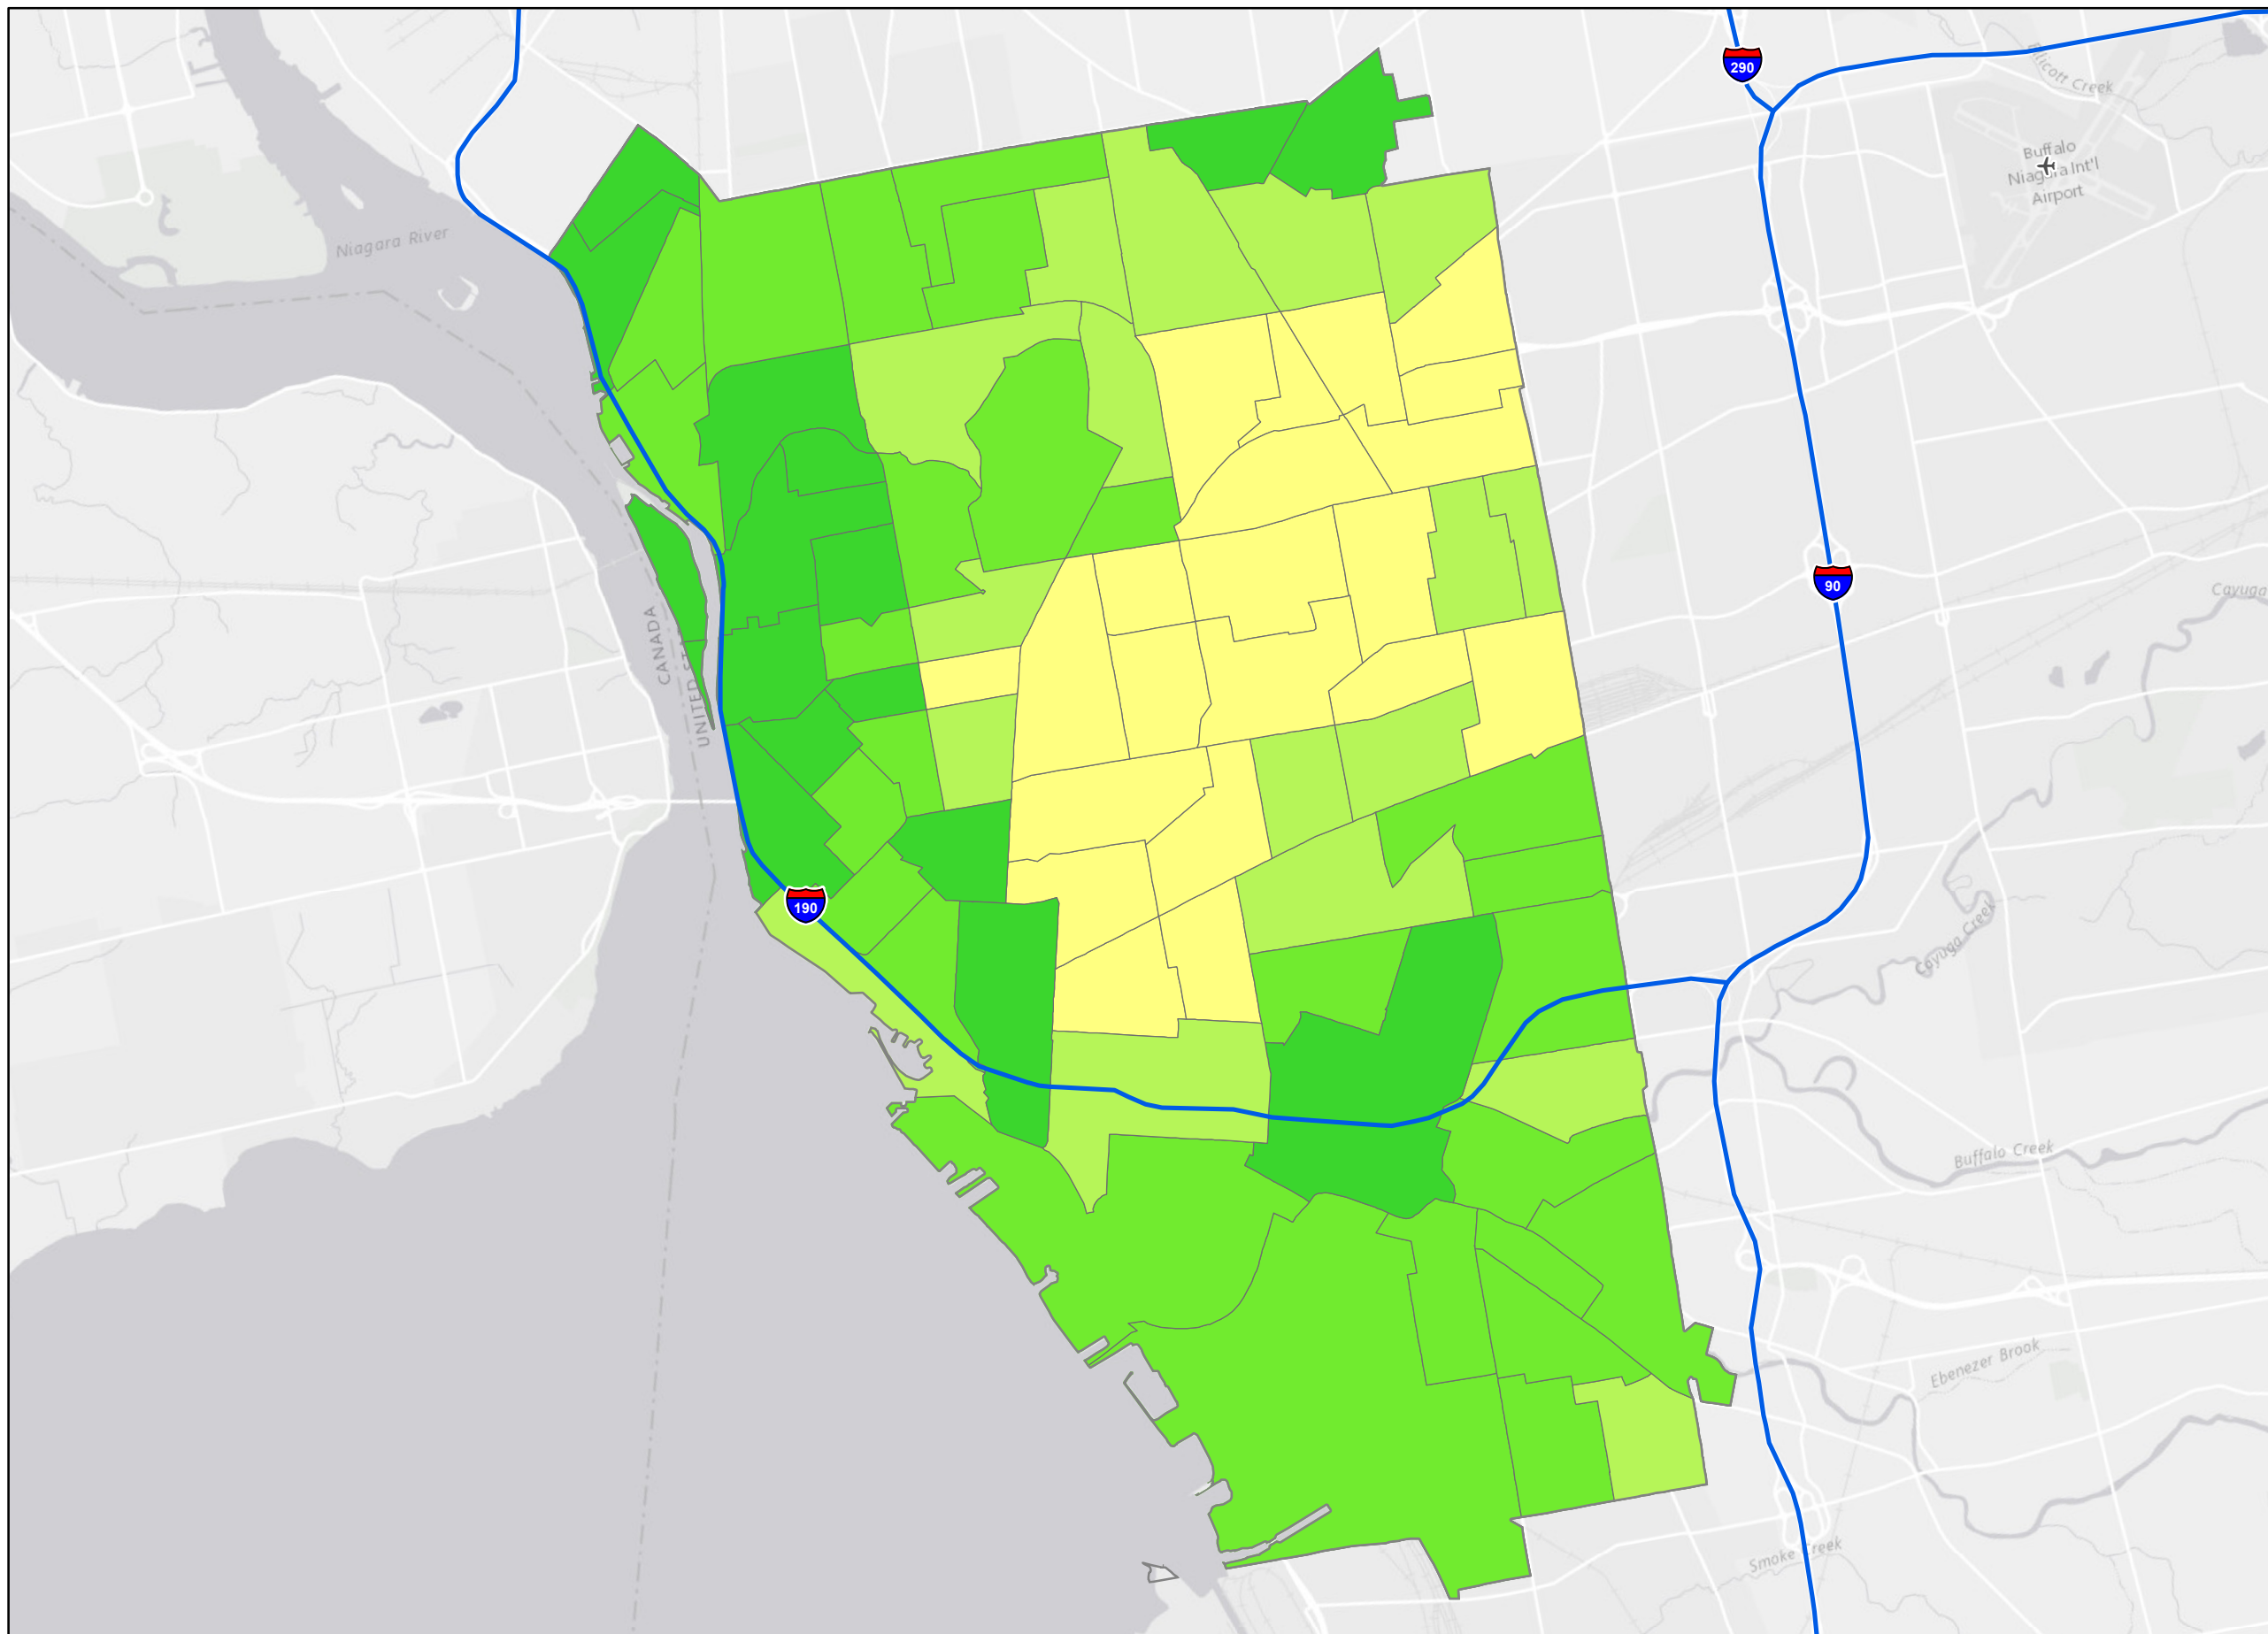 290
Ellicott Creek
Buffalo
Niagara Int'l
Airport
Niagara River
90
Cayuga
CANADA
UNITED STA
190
Cayuga Creek
Buffalo Creek
Ebenezer Brook
Smoke Creek